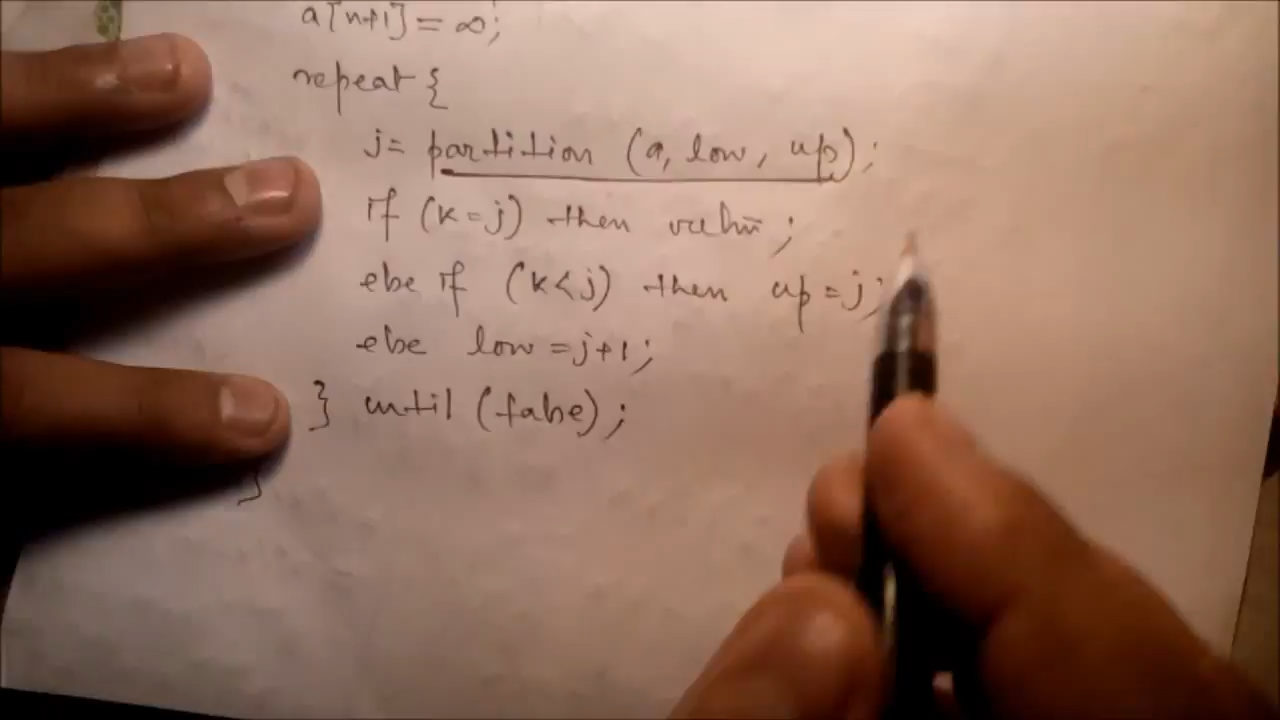 a[n+1] = ∞;
repeat {
j = partition (a, low, up);
if (k = j) then return;
else if (k < j) then up = j;
else low = j+1;
} until (false);
}